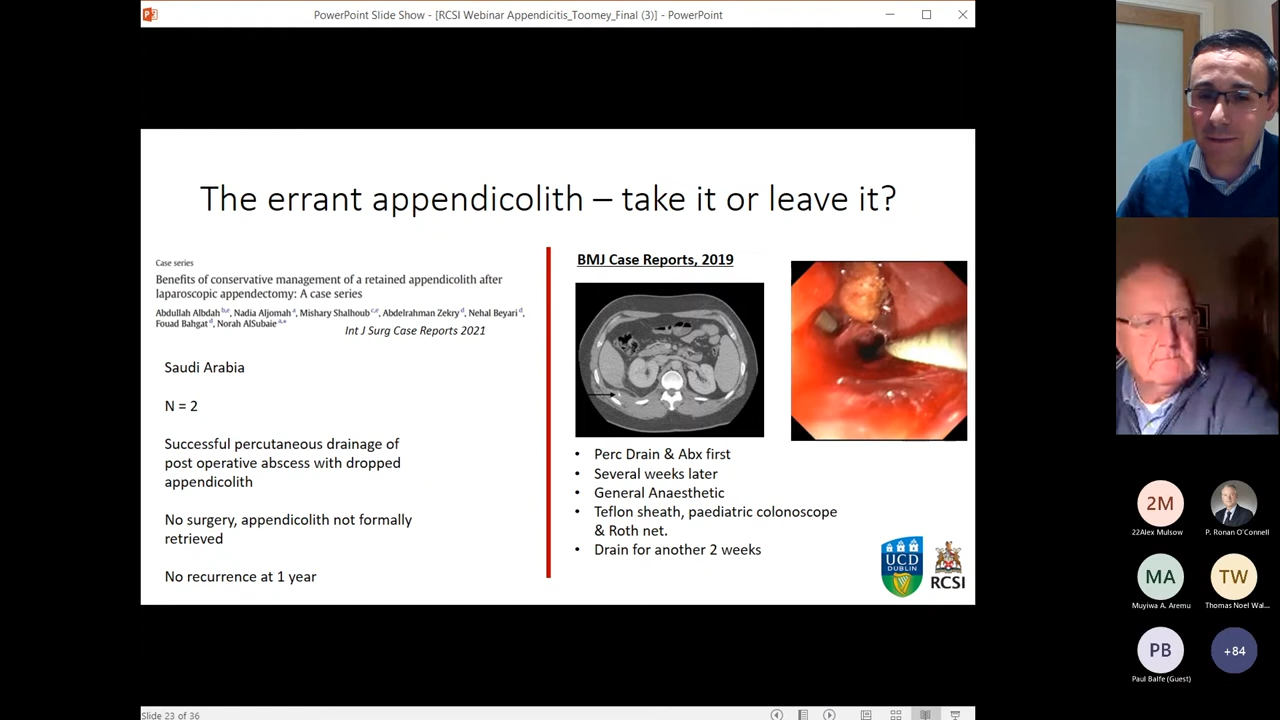 PowerPoint Slide Show - [RCSI Webinar Appendicitis_Toomey_Final (3)] - PowerPoint
The errant appendicolith – take it or leave it?
Case series
Benefits of conservative management of a retained appendicolith after
laparoscopic appendectomy: A case series
Abdullah Albdah b,e, Nadia Aljomah a, Mishary Shalhoub c,e, Abdelrahman Zekry d, Nehal Beyari d,
Fouad Bahgat d, Norah AlSubaie a,*
Int J Surg Case Reports 2021
Saudi Arabia
N = 2
Successful percutaneous drainage of
post operative abscess with dropped
appendicolith
No surgery, appendicolith not formally
retrieved
No recurrence at 1 year
BMJ Case Reports, 2019
• Perc Drain & Abx first
• Several weeks later
• General Anaesthetic
• Teflon sheath, paediatric colonoscope
& Roth net.
• Drain for another 2 weeks
UCD
DUBLIN
RCSI
2M
22Alex Mulsow
P. Ronan O'Connell
MA
Muyiwa A. Aremu
TW
Thomas Noel Wal...
PB
Paul Balfe (Guest)
+84
Slide 23 of 36